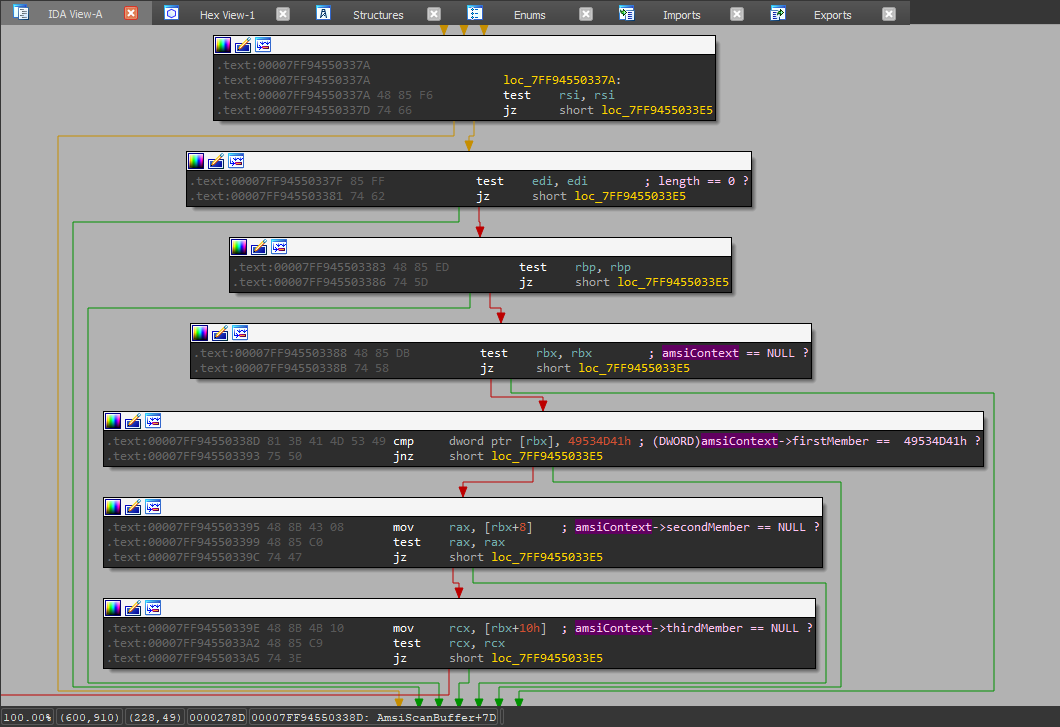 IDA View-A Hex View-1 Structures Enums Imports Exports
.text:00007FF94550337A
.text:00007FF94550337A loc_7FF94550337A:
.text:00007FF94550337A 48 85 F6 test rsi, rsi
.text:00007FF94550337D 74 66 jz short loc_7FF9455033E5
.text:00007FF94550337F 85 FF test edi, edi ; length == 0 ?
.text:00007FF945503381 74 62 jz short loc_7FF9455033E5
.text:00007FF945503383 48 85 ED test rbp, rbp
.text:00007FF945503386 74 5D jz short loc_7FF9455033E5
.text:00007FF945503388 48 85 DB test rbx, rbx ; amsiContext == NULL ?
.text:00007FF94550338B 74 58 jz short loc_7FF9455033E5
.text:00007FF94550338D 81 3B 41 4D 53 49 cmp dword ptr [rbx], 49534D41h ; (DWORD)amsiContext->firstMember == 49534D41h ?
.text:00007FF945503393 75 50 jnz short loc_7FF9455033E5
.text:00007FF945503395 48 8B 43 08 mov rax, [rbx+8] ; amsiContext->secondMember == NULL ?
.text:00007FF945503399 48 85 C0 test rax, rax
.text:00007FF94550339C 74 47 jz short loc_7FF9455033E5
.text:00007FF94550339E 48 8B 4B 10 mov rcx, [rbx+10h] ; amsiContext->thirdMember == NULL ?
.text:00007FF9455033A2 48 85 C9 test rcx, rcx
.text:00007FF9455033A5 74 3E jz short loc_7FF9455033E5
100.00% (600,910) (228,49) 0000278D 00007FF94550338D: AmsiScanBuffer+7D